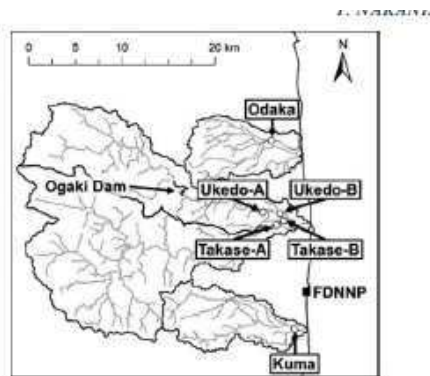 0 5 10 20 km
N
Odaka
Ogaki Dam
Ukedo-A Ukedo-B
Takase-A Takase-B
FDNNP
Kuma